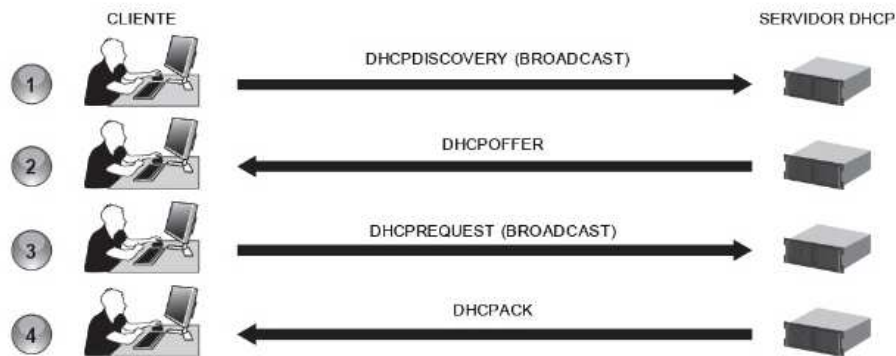 CLIENTE
SERVIDOR DHCP
1
DHCPDISCOVERY (BROADCAST)
2
DHCPOFFER
3
DHCPREQUEST (BROADCAST)
4
DHCPACK